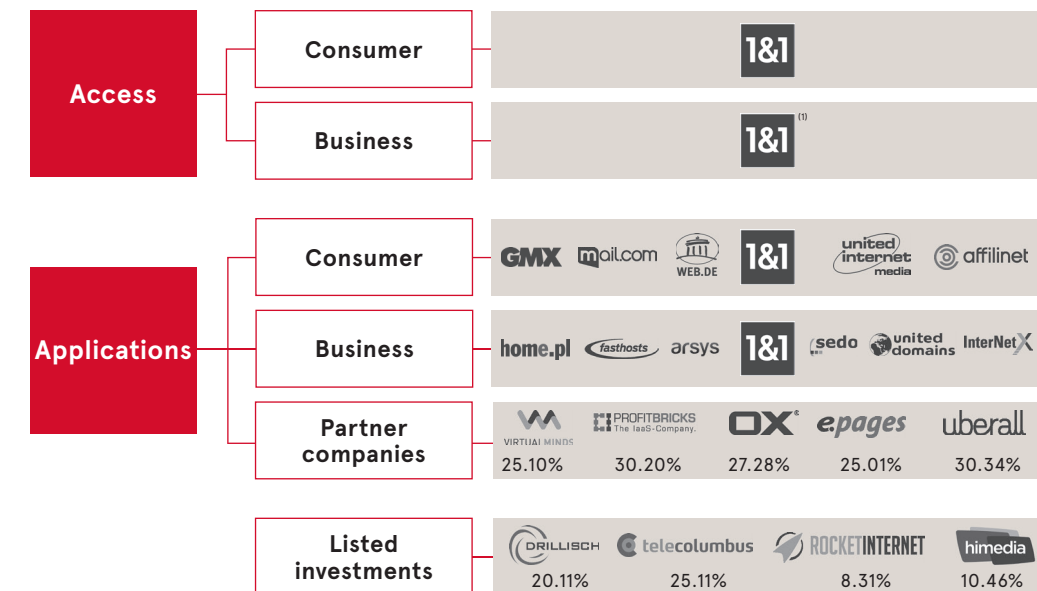 Access
Consumer
1&1
Business
1&1 (1)
Applications
Consumer
GMX mail.com WEB.DE 1&1 united internet media affilinet
Business
home.pl fasthosts arsys 1&1 sedo united domains InterNetX
Partner
companies
VIRTUAL MINDS PROFITBRICKS The IaaS-Company. OX® e.pages uberall
25.10% 30.20% 27.28% 25.01% 30.34%
Listed
investments
DRILLISCH telecolumbus ROCKET INTERNET himedia
20.11% 25.11% 8.31% 10.46%